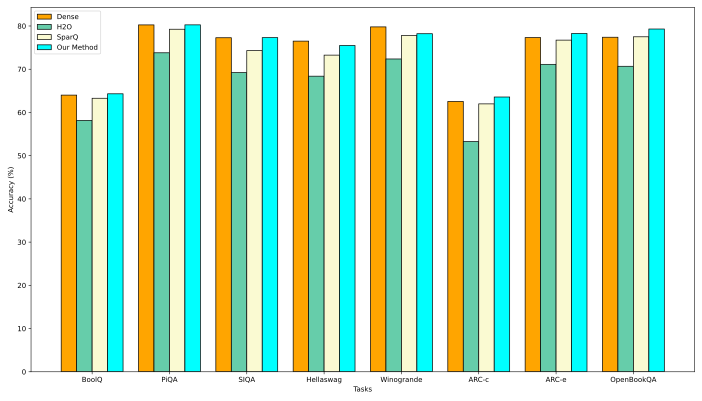 Dense
H2O
SparQ
Our Method
Accuracy (%)
80
70
60
50
40
30
20
10
0
BoolQ PiQA SIQA Hellaswag Winogrande ARC-c ARC-e OpenBookQA
Tasks